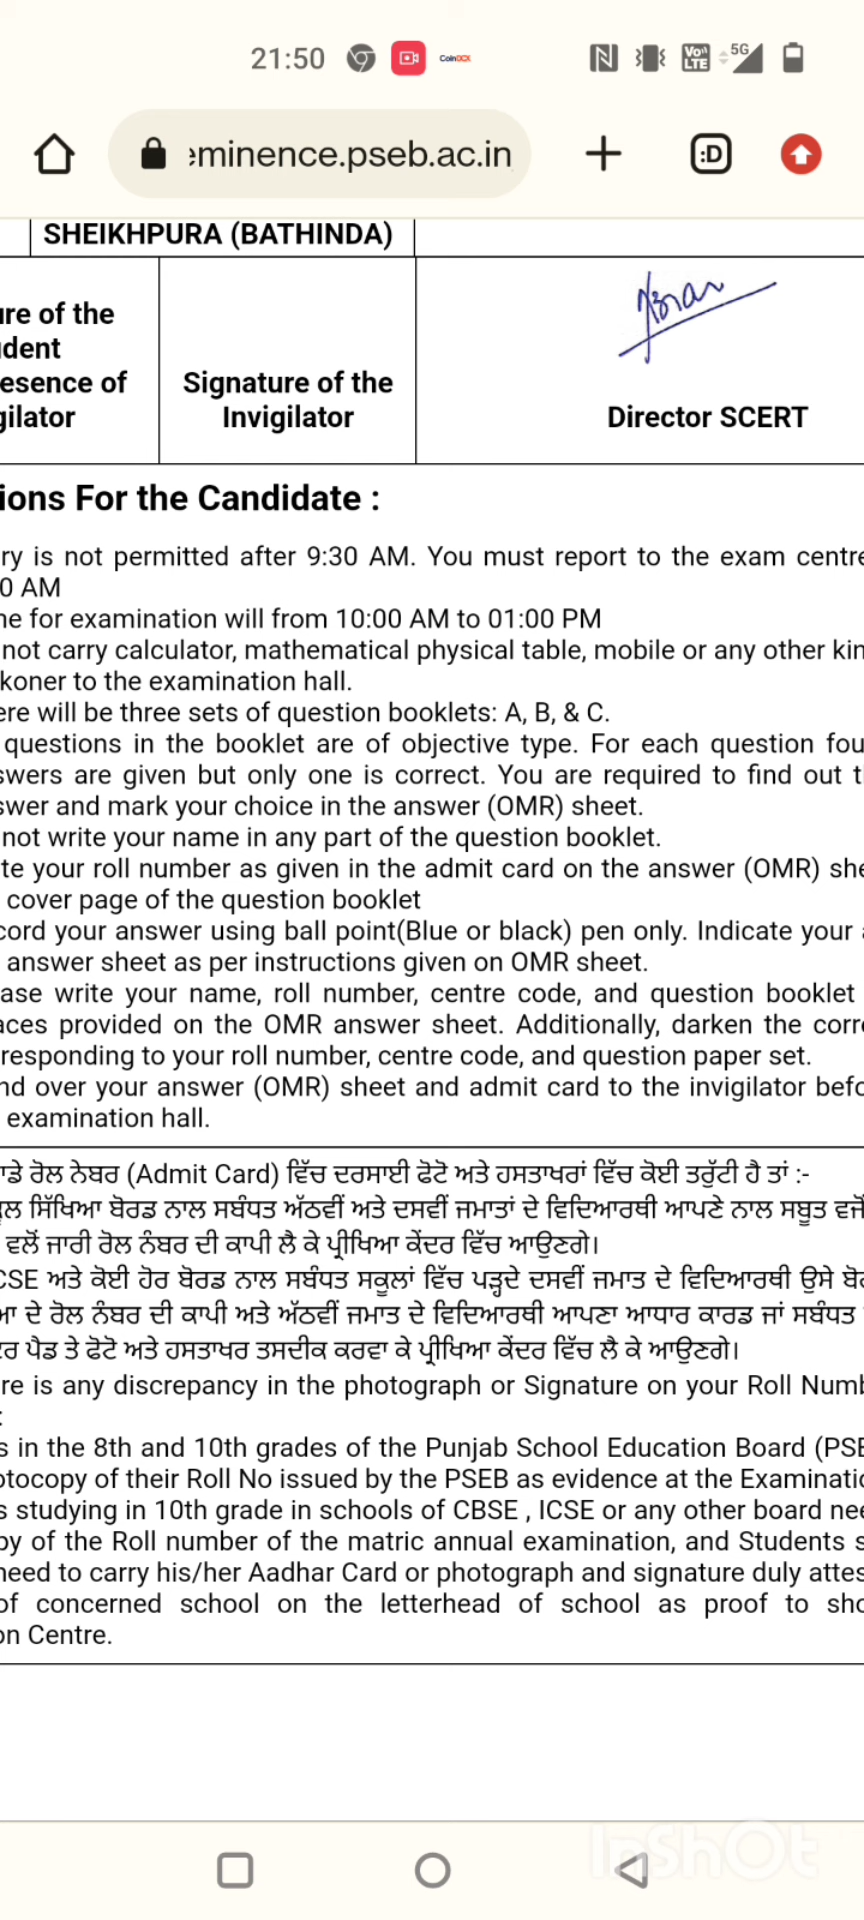 21:50 CoinDCX Vo)) LTE 5G
:eminence.pseb.ac.in :D
SHEIKHPURA (BATHINDA)
ure of the
udent
esence of
gilator
Signature of the
Invigilator
Director SCERT
ions For the Candidate :
ry is not permitted after 9:30 AM. You must report to the exam centre
0 AM
ne for examination will from 10:00 AM to 01:00 PM
not carry calculator, mathematical physical table, mobile or any other kin
koner to the examination hall.
ere will be three sets of question booklets: A, B, & C.
questions in the booklet are of objective type. For each question fou
swers are given but only one is correct. You are required to find out t
swer and mark your choice in the answer (OMR) sheet.
not write your name in any part of the question booklet.
te your roll number as given in the admit card on the answer (OMR) she
cover page of the question booklet
cord your answer using ball point(Blue or black) pen only. Indicate your a
answer sheet as per instructions given on OMR sheet.
ase write your name, roll number, centre code, and question booklet
aces provided on the OMR answer sheet. Additionally, darken the corre
responding to your roll number, centre code, and question paper set.
nd over your answer (OMR) sheet and admit card to the invigilator befo
examination hall.
ਾਡੇ ਰੋਲ ਨੇਬਰ (Admit Card) ਵਿੱਚ ਦਰਸਾਈ ਫੋਟੋ ਅਤੇ ਹਸਤਾਖਰਾਂ ਵਿੱਚ ਕੋਈ ਤਰੁੱਟੀ ਹੈ ਤਾਂ :-
ੂਲ ਸਿੱਖਿਆ ਬੋਰਡ ਨਾਲ ਸਬੰਧਤ ਅੱਠਵੀਂ ਅਤੇ ਦਸਵੀਂ ਜਮਾਤਾਂ ਦੇ ਵਿਦਿਆਰਥੀ ਆਪਣੇ ਨਾਲ ਸਬੂਤ ਵਜੋਂ
ਵਲੋਂ ਜਾਰੀ ਰੋਲ ਨੰਬਰ ਦੀ ਕਾਪੀ ਲੈ ਕੇ ਪ੍ਰੀਖਿਆ ਕੇਂਦਰ ਵਿੱਚ ਆਉਣਗੇ।
CSE ਅਤੇ ਕੋਈ ਹੋਰ ਬੋਰਡ ਨਾਲ ਸਬੰਧਤ ਸਕੂਲਾਂ ਵਿੱਚ ਪੜ੍ਹਦੇ ਦਸਵੀਂ ਜਮਾਤ ਦੇ ਵਿਦਿਆਰਥੀ ਉਸੇ ਬੋ
ਆ ਦੇ ਰੋਲ ਨੰਬਰ ਦੀ ਕਾਪੀ ਅਤੇ ਅੱਠਵੀਂ ਜਮਾਤ ਦੇ ਵਿਦਿਆਰਥੀ ਆਪਣਾ ਆਧਾਰ ਕਾਰਡ ਜਾਂ ਸਬੰਧਤ
ਰ ਪੈਡ ਤੇ ਫੋਟੋ ਅਤੇ ਹਸਤਾਖਰ ਤਸਦੀਕ ਕਰਵਾ ਕੇ ਪ੍ਰੀਖਿਆ ਕੇਂਦਰ ਵਿੱਚ ਲੈ ਕੇ ਆਉਣਗੇ।
re is any discrepancy in the photograph or Signature on your Roll Numb
:
s in the 8th and 10th grades of the Punjab School Education Board (PSE
otocopy of their Roll No issued by the PSEB as evidence at the Examinatio
s studying in 10th grade in schools of CBSE , ICSE or any other board nee
py of the Roll number of the matric annual examination, and Students s
need to carry his/her Aadhar Card or photograph and signature duly attes
of concerned school on the letterhead of school as proof to sho
on Centre.
InShOt